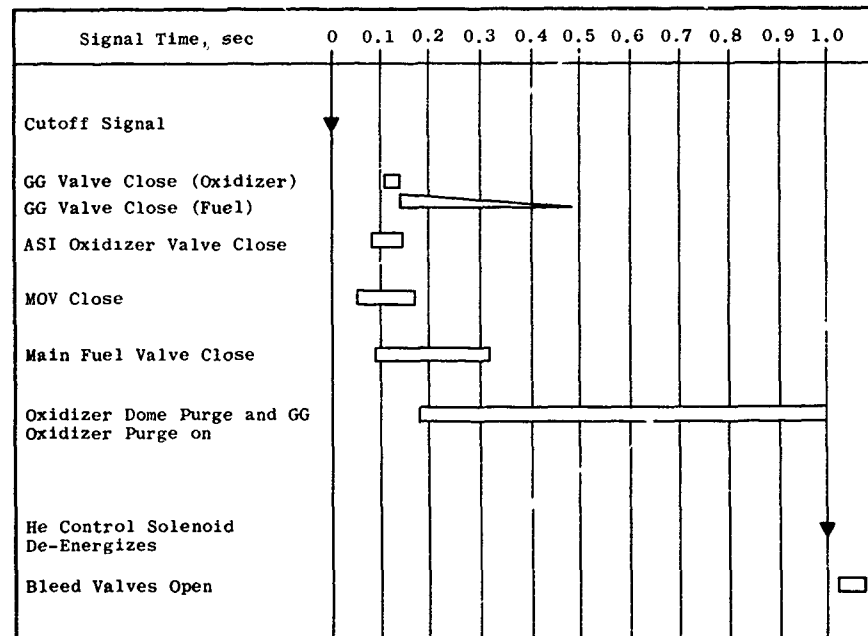 Signal Time, sec 0 0.1 0.2 0.3 0.4 0.5 0.6 0.7 0.8 0.9 1.0
Cutoff Signal
GG Valve Close (Oxidizer)
GG Valve Close (Fuel)
ASI Oxidizer Valve Close
MOV Close
Main Fuel Valve Close
Oxidizer Dome Purge and GG
Oxidizer Purge on
He Control Solenoid
De-Energizes
Bleed Valves Open